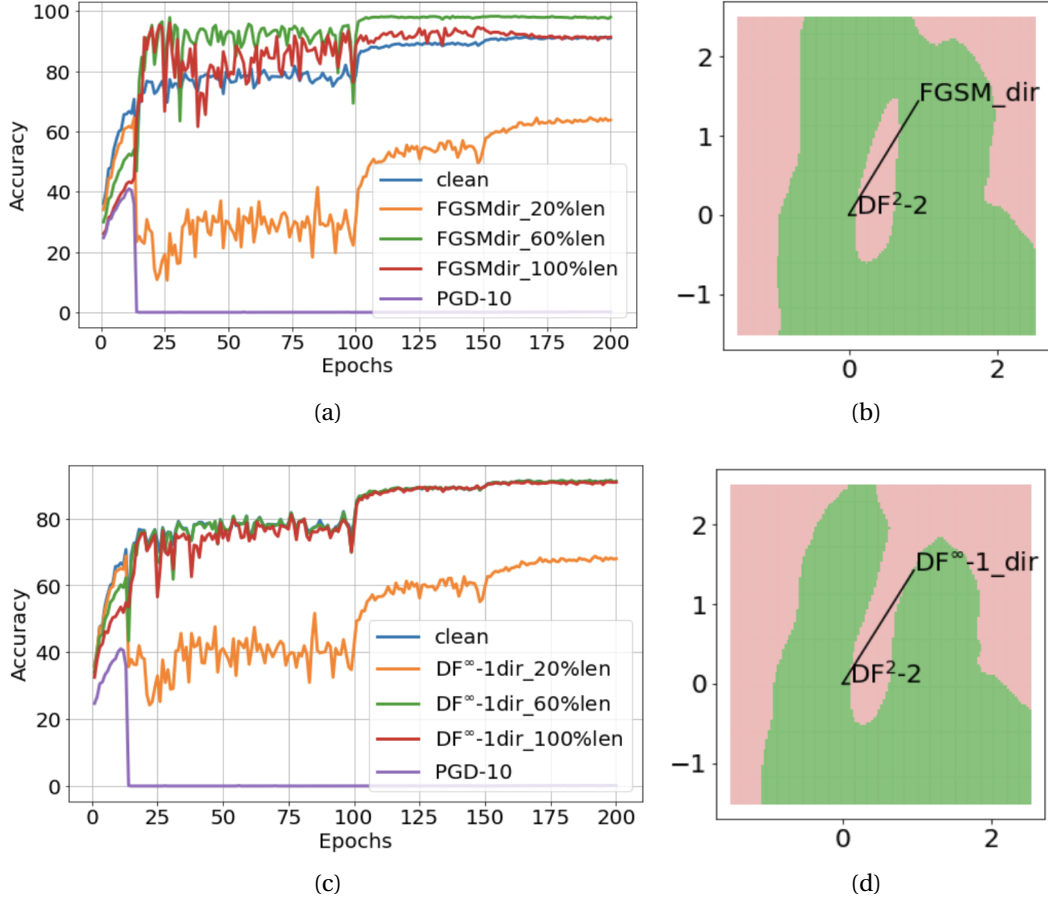 100
80
60
40
20
0
Accuracy
0 25 50 75 100 125 150 175 200
Epochs
clean
FGSMdir_20%len
FGSMdir_60%len
FGSMdir_100%len
PGD-10
(a)
2
1
0
−1
FGSM_dir
DF²-2
0 2
(b)
80
60
40
20
0
Accuracy
0 25 50 75 100 125 150 175 200
Epochs
clean
DF∞-1dir_20%len
DF∞-1dir_60%len
DF∞-1dir_100%len
PGD-10
(c)
2
1
0
−1
DF∞-1_dir
DF²-2
0 2
(d)